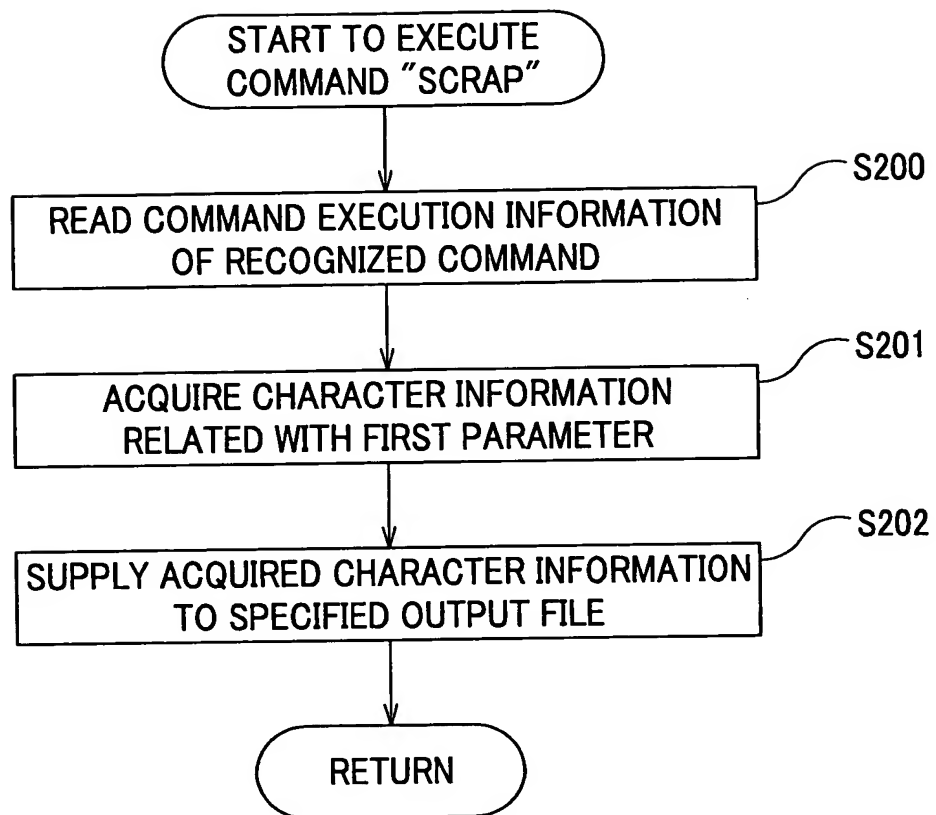 START TO EXECUTE
COMMAND "SCRAP"
S200
READ COMMAND EXECUTION INFORMATION
OF RECOGNIZED COMMAND
S201
ACQUIRE CHARACTER INFORMATION
RELATED WITH FIRST PARAMETER
S202
SUPPLY ACQUIRED CHARACTER INFORMATION
TO SPECIFIED OUTPUT FILE
RETURN